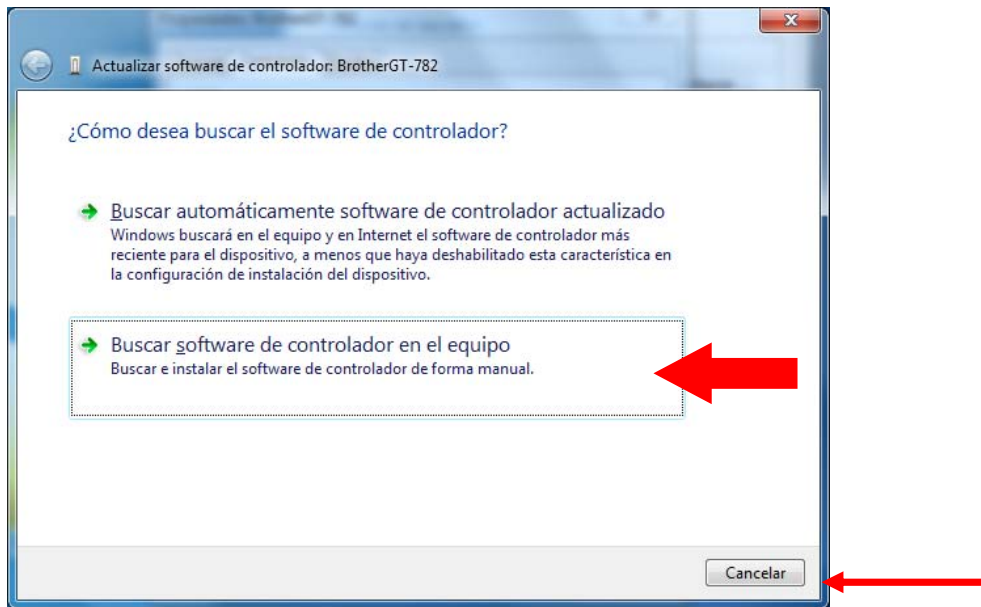 Actualizar software de controlador: BrotherGT-782
¿Cómo desea buscar el software de controlador?
Buscar automáticamente software de controlador actualizado
Windows buscará en el equipo y en Internet el software de controlador más
reciente para el dispositivo, a menos que haya deshabilitado esta característica en
la configuración de instalación del dispositivo.
Buscar software de controlador en el equipo
Buscar e instalar el software de controlador de forma manual.
Cancelar